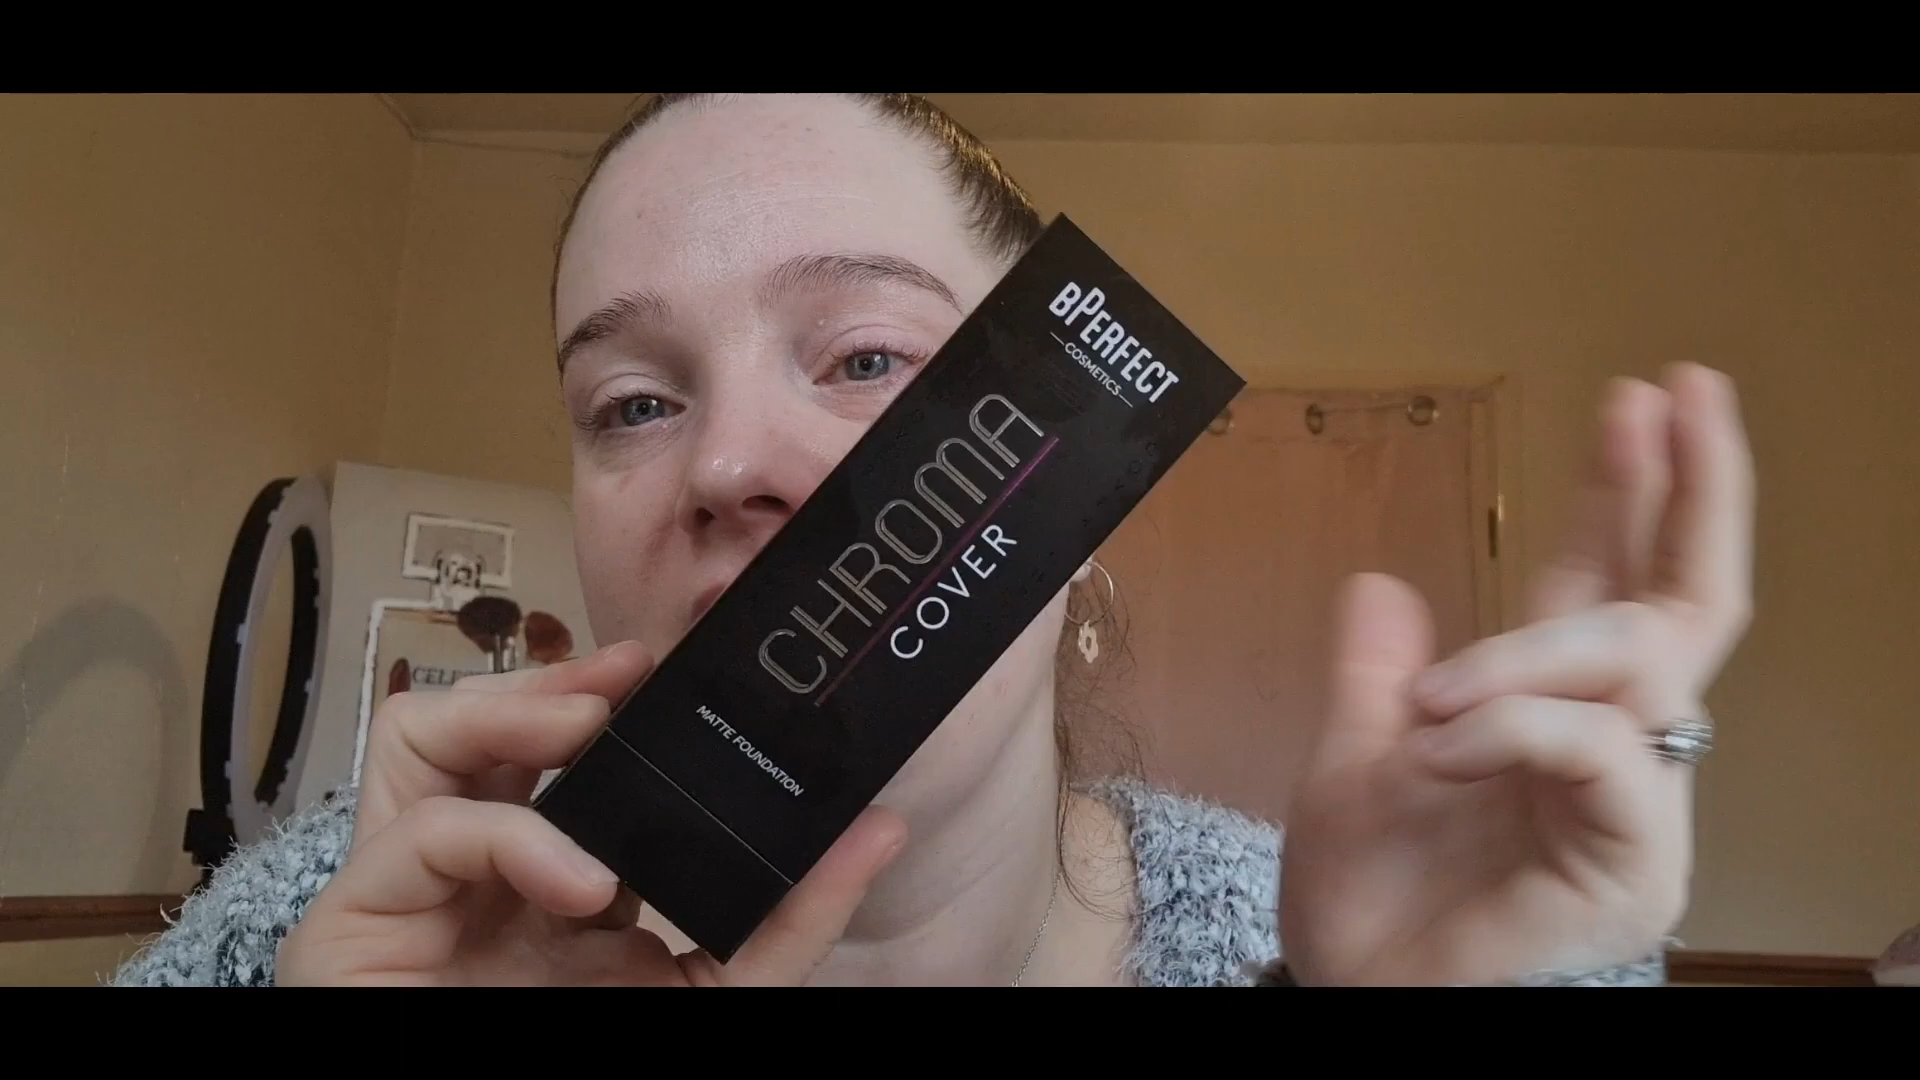 BPERFECT
COSMETICS
CHROMA
COVER
MATTE FOUNDATION